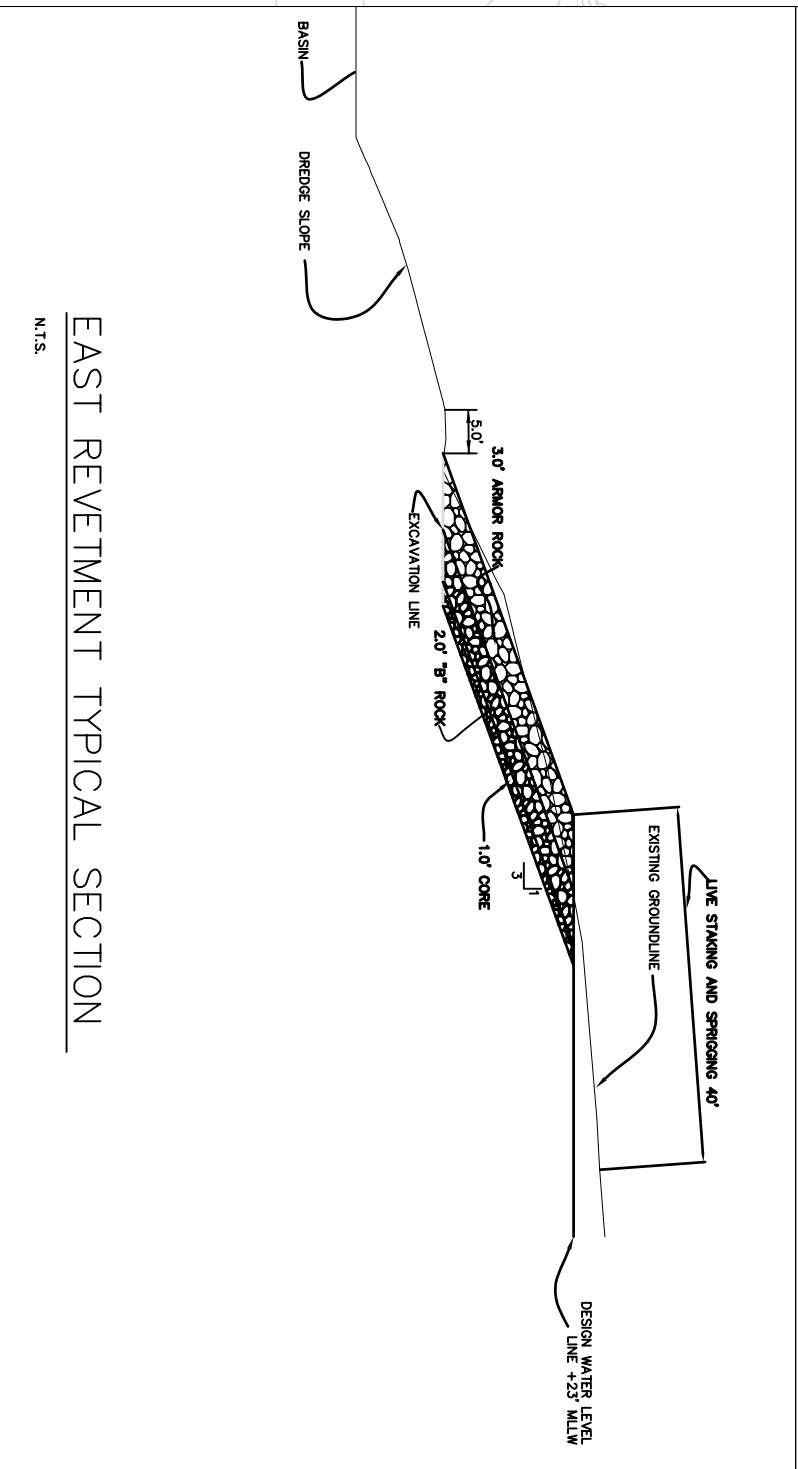 LIVE STAKING AND SPRIGGING 40'
EXISTING GROUNDLINE
DESIGN WATER LEVEL
LINE +23' MLLW
3.0' ARMOR ROCK
5.0'
1
3
1.0' CORE
2.0' "B" ROCK
EXCAVATION LINE
BASIN
DREDGE SLOPE
EAST REVETMENT TYPICAL SECTION
N.T.S.